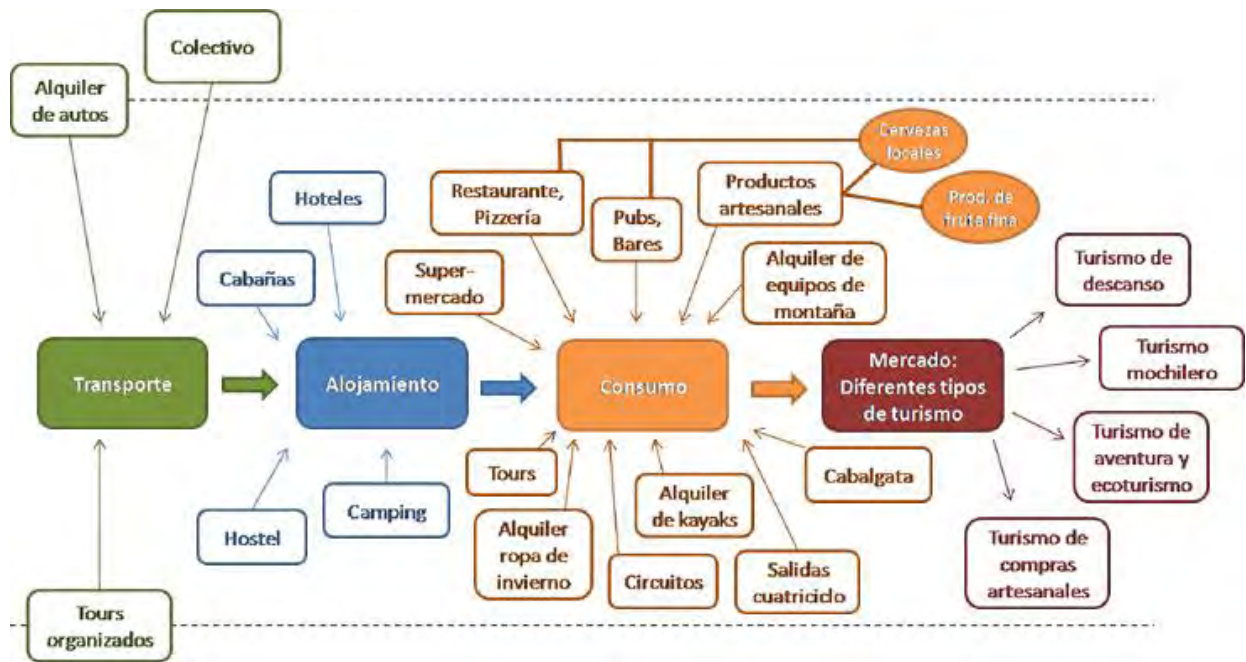 Colectivo
Alquiler
de autos
Cervezas
locales
Restaurante,
Pizzería
Productos
artesanales
Hoteles
Pubs,
Bares
Prod. de
fruta fina
Cabañas
Super-
mercado
Alquiler de
equipos de
montaña
Turismo de
descanso
Transporte
Alojamiento
Consumo
Mercado:
Diferentes tipos
de turismo
Turismo
mochilero
Tours
Cabalgata
Turismo de
aventura y
ecoturismo
Hostel
Camping
Alquiler
ropa de
invierno
Alquiler
de kayaks
Circuitos
Salidas
cuatriciclo
Turismo de
compras
artesanales
Tours
organizados